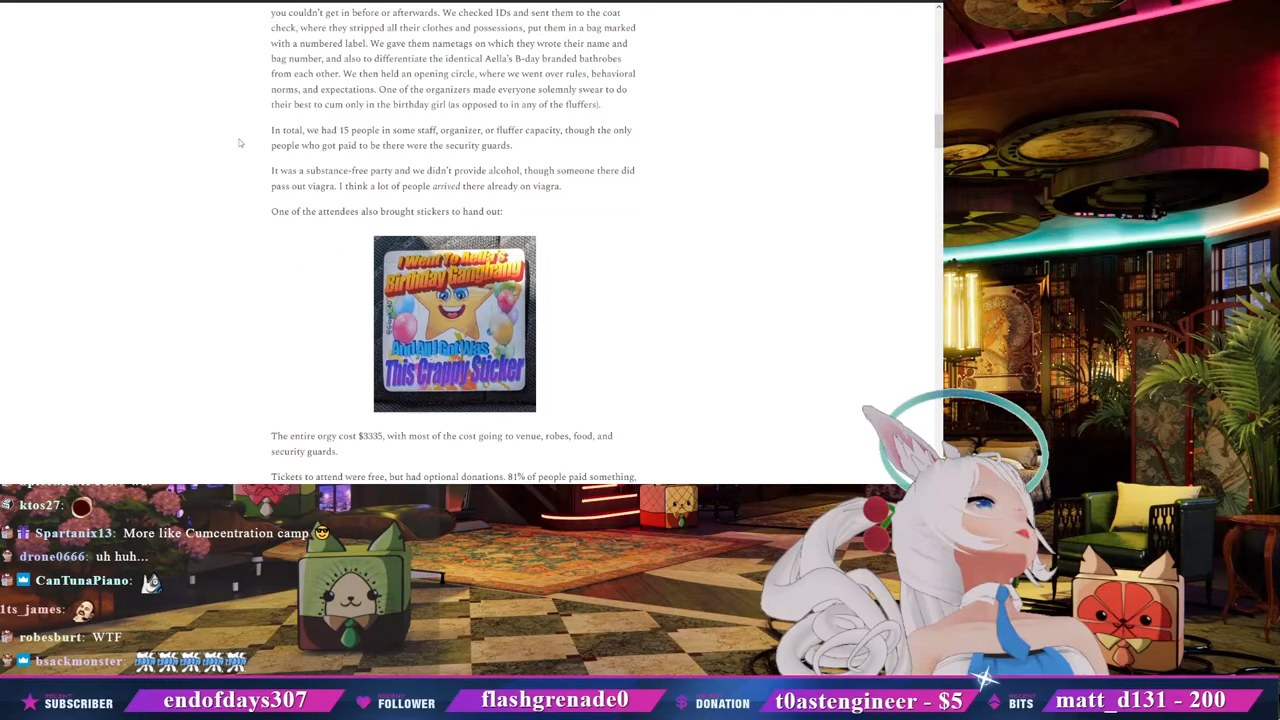 you couldn't get in before or afterwards. We checked IDs and sent them to the coat
check, where they stripped all their clothes and possessions, put them in a bag marked
with a numbered label. We gave them nametags on which they wrote their name and
bag number, and also to differentiate the identical Aella's B-day branded bathrobes
from each other. We then held an opening circle, where we went over rules, behavioral
norms, and expectations. One of the organizers made everyone solemnly swear to do
their best to cum only in the birthday girl (as opposed to in any of the fluffers).
In total, we had 15 people in some staff, organizer, or fluffer capacity, though the only
people who got paid to be there were the security guards.
It was a substance-free party and we didn't provide alcohol, though someone there did
pass out viagra. I think a lot of people arrived there already on viagra.
One of the attendees also brought stickers to hand out:
I Went To Aella's
Birthday Gangbang
And All I Got Was
This Crappy Sticker
The entire orgy cost $3335, with most of the cost going to venue, robes, food, and
security guards.
Tickets to attend were free, but had optional donations. 81% of people paid something,
ktos27:
Spartanix13: More like Cumcentration camp
drone0666: uh huh...
CanTunaPiano:
1ts_james:
robesburt: WTF
bsackmonster:
RECENT SUBSCRIBER endofdays307 RECENT FOLLOWER flashgrenade0 RECENT DONATION t0astengineer - $5 RECENT BITS matt_d131 - 200